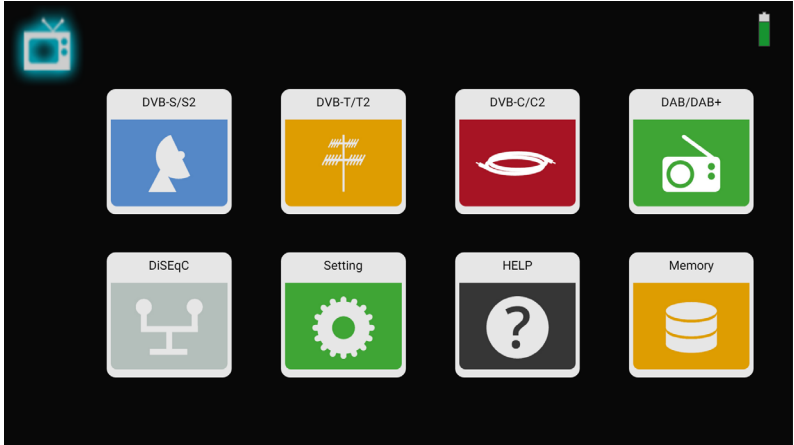 DVB-S/S2
DVB-T/T2
DVB-C/C2
DAB/DAB+
DiSEqC
Setting
HELP
Memory